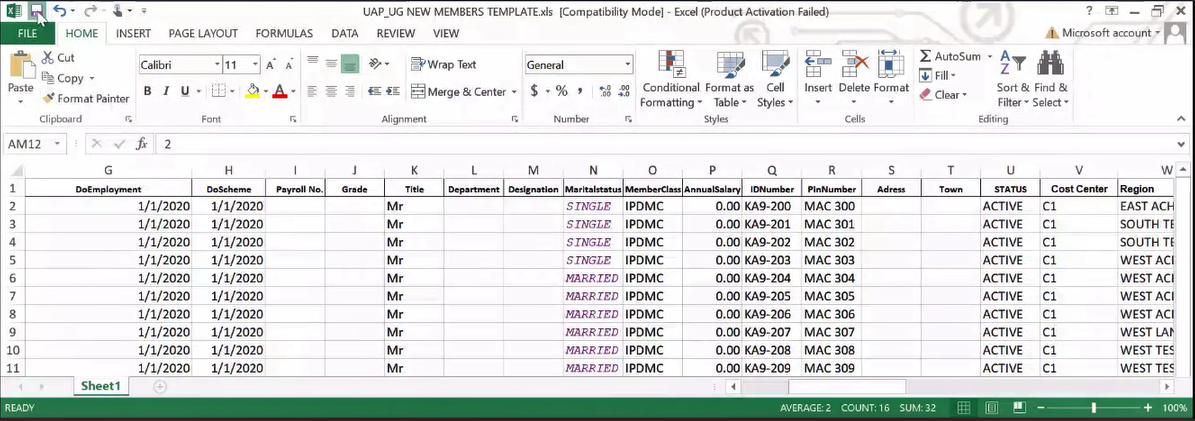 UAP_UG NEW MEMBERS TEMPLATE.xls [Compatibility Mode] - Excel (Product Activation Failed)
FILE HOME INSERT PAGE LAYOUT FORMULAS DATA REVIEW VIEW Microsoft account
Paste
Cut
Copy
Format Painter
Clipboard
Calibri 11
B I U
Font
Wrap Text
Merge & Center
Alignment
General
$ % ,
Number
Conditional Formatting
Format as Table
Cell Styles
Styles
Insert Delete Format
Cells
AutoSum
Fill
Clear
Sort & Filter
Find & Select
Editing
AM12 fx 2
G H I J K L M N O P Q R S T U V W
1 DoEmployment DoScheme Payroll No. Grade Title Department Designation Maritalstatus MemberClass AnnualSalary IDNumber PInNumber Adress Town STATUS Cost Center Region
2 1/1/2020 1/1/2020 Mr SINGLE IPDMC 0.00 KA9-200 MAC 300 ACTIVE C1 EAST ACH
3 1/1/2020 1/1/2020 Mr SINGLE IPDMC 0.00 KA9-201 MAC 301 ACTIVE C1 SOUTH TE
4 1/1/2020 1/1/2020 Mr SINGLE IPDMC 0.00 KA9-202 MAC 302 ACTIVE C1 SOUTH TE
5 1/1/2020 1/1/2020 Mr SINGLE IPDMC 0.00 KA9-203 MAC 303 ACTIVE C1 WEST ACH
6 1/1/2020 1/1/2020 Mr MARRIED IPDMC 0.00 KA9-204 MAC 304 ACTIVE C1 WEST ACH
7 1/1/2020 1/1/2020 Mr MARRIED IPDMC 0.00 KA9-205 MAC 305 ACTIVE C1 WEST ACH
8 1/1/2020 1/1/2020 Mr MARRIED IPDMC 0.00 KA9-206 MAC 306 ACTIVE C1 WEST ACH
9 1/1/2020 1/1/2020 Mr MARRIED IPDMC 0.00 KA9-207 MAC 307 ACTIVE C1 WEST LAN
10 1/1/2020 1/1/2020 Mr MARRIED IPDMC 0.00 KA9-208 MAC 308 ACTIVE C1 WEST TES
11 1/1/2020 1/1/2020 Mr MARRIED IPDMC 0.00 KA9-209 MAC 309 ACTIVE C1 WEST TES
Sheet1
READY AVERAGE: 2 COUNT: 16 SUM: 32 100%